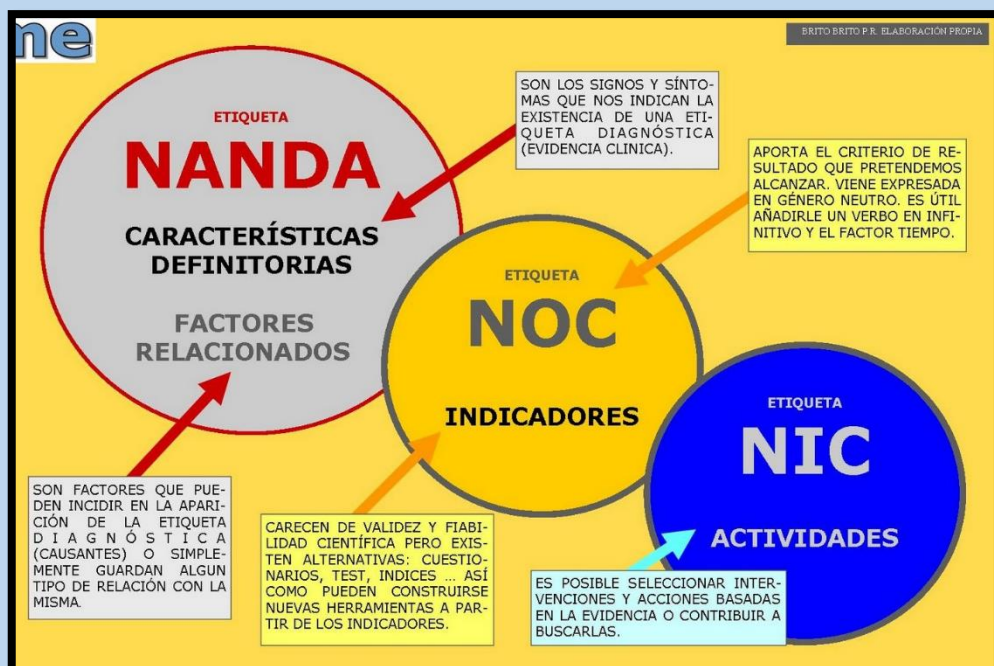 me
BRITO BRITO P.R. ELABORACIÓN PROPIA
ETIQUETA
NANDA
CARACTERÍSTICAS
DEFINITORIAS
FACTORES
RELACIONADOS
SON LOS SIGNOS Y SÍNTO-
MAS QUE NOS INDICAN LA
EXISTENCIA DE UNA ETI-
QUETA DIAGNÓSTICA
(EVIDENCIA CLINICA).
APORTA EL CRITERIO DE RE-
SULTADO QUE PRETENDEMOS
ALCANZAR. VIENE EXPRESADA
EN GÉNERO NEUTRO. ES ÚTIL
AÑADIRLE UN VERBO EN INFI-
NITIVO Y EL FACTOR TIEMPO.
ETIQUETA
NOC
INDICADORES
ETIQUETA
NIC
ACTIVIDADES
SON FACTORES QUE PUE-
DEN INCIDIR EN LA APARI-
CIÓN DE LA ETIQUETA
DIAGNÓSTICA
(CAUSANTES) O SIMPLE-
MENTE GUARDAN ALGUN
TIPO DE RELACIÓN CON LA
MISMA.
CARECEN DE VALIDEZ Y FIABI-
LIDAD CIENTÍFICA PERO EXIS-
TEN ALTERNATIVAS: CUESTIO-
NARIOS, TEST, INDICES ... ASÍ
COMO PUEDEN CONSTRUIRSE
NUEVAS HERRAMIENTAS A PAR-
TIR DE LOS INDICADORES.
ES POSIBLE SELECCIONAR INTER-
VENCIONES Y ACCIONES BASADAS
EN LA EVIDENCIA O CONTRIBUIR A
BUSCARLAS.